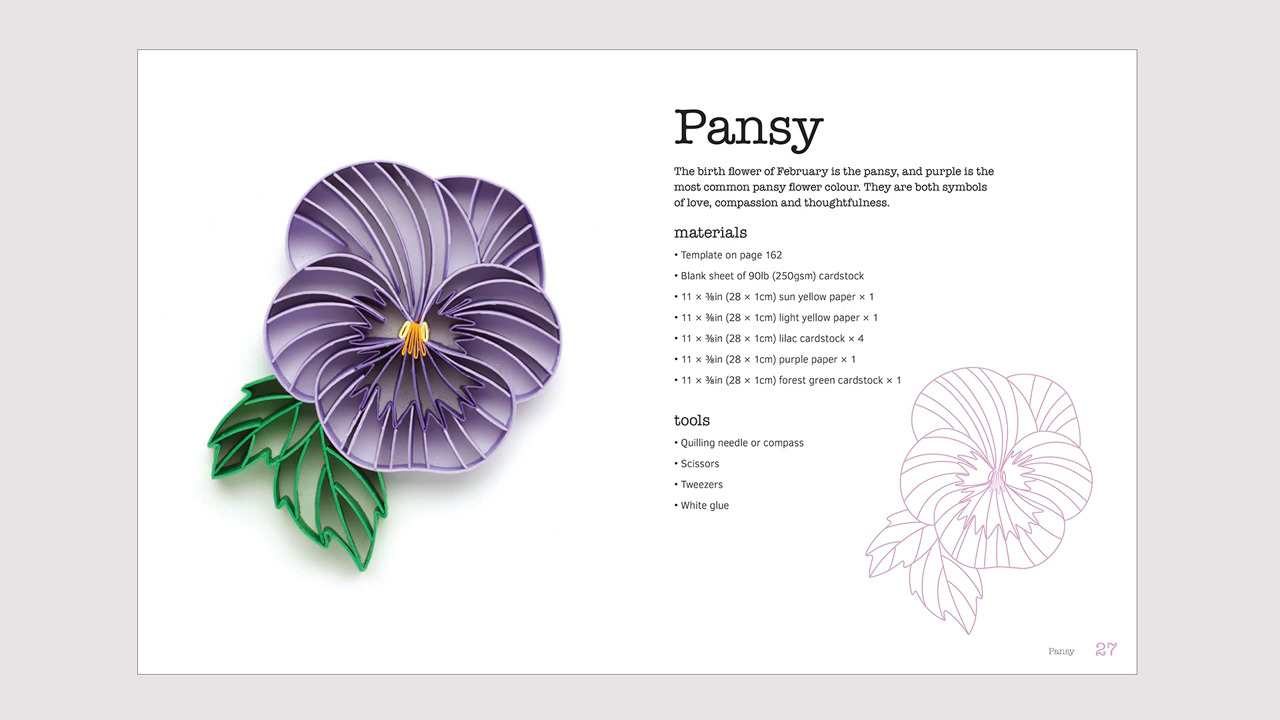 Pansy
The birth flower of February is the pansy, and purple is the
most common pansy flower colour. They are both symbols
of love, compassion and thoughtfulness.
materials
• Template on page 162
• Blank sheet of 90lb (250gsm) cardstock
• 11 × ⅜in (28 × 1cm) sun yellow paper × 1
• 11 × ⅜in (28 × 1cm) light yellow paper × 1
• 11 × ⅜in (28 × 1cm) lilac cardstock × 4
• 11 × ⅜in (28 × 1cm) purple paper × 1
• 11 × ⅜in (28 × 1cm) forest green cardstock × 1
tools
• Quilling needle or compass
• Scissors
• Tweezers
• White glue
Pansy 27